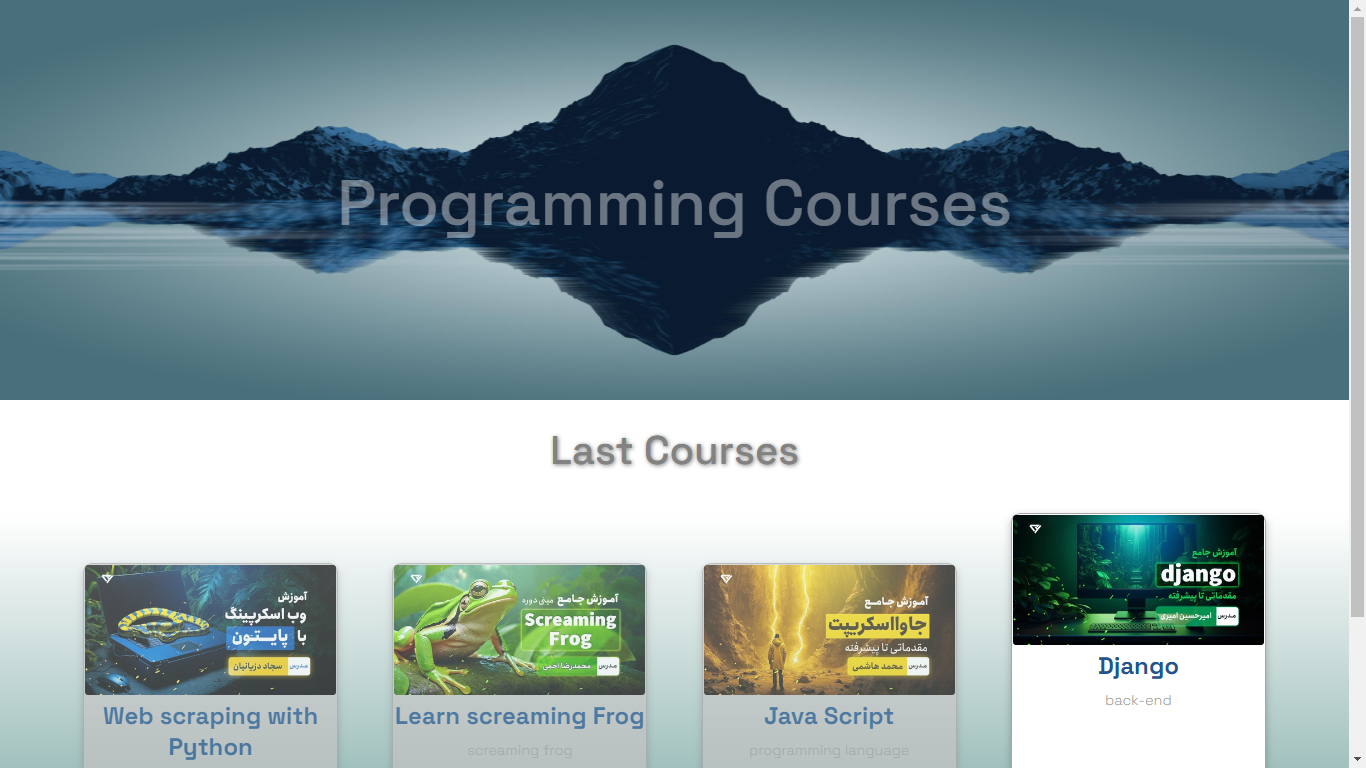 Programming Courses
Last Courses
آموزش
وب اسکرپینگ
با پایتون
مدرس سجاد دزیانیان
Web scraping with
Python
آموزش جامع مینی دوره
Screaming
Frog
مدرس محمدرضا اجمی
Learn screaming Frog
screaming frog
آموزش جامع
جاوااسکریپت
مقدماتی تا پیشرفته
مدرس محمد هاشمی
Java Script
programming language
آموزش جامع
django
مقدماتی تا پیشرفته
مدرس امیرحسین امیری
Django
back-end